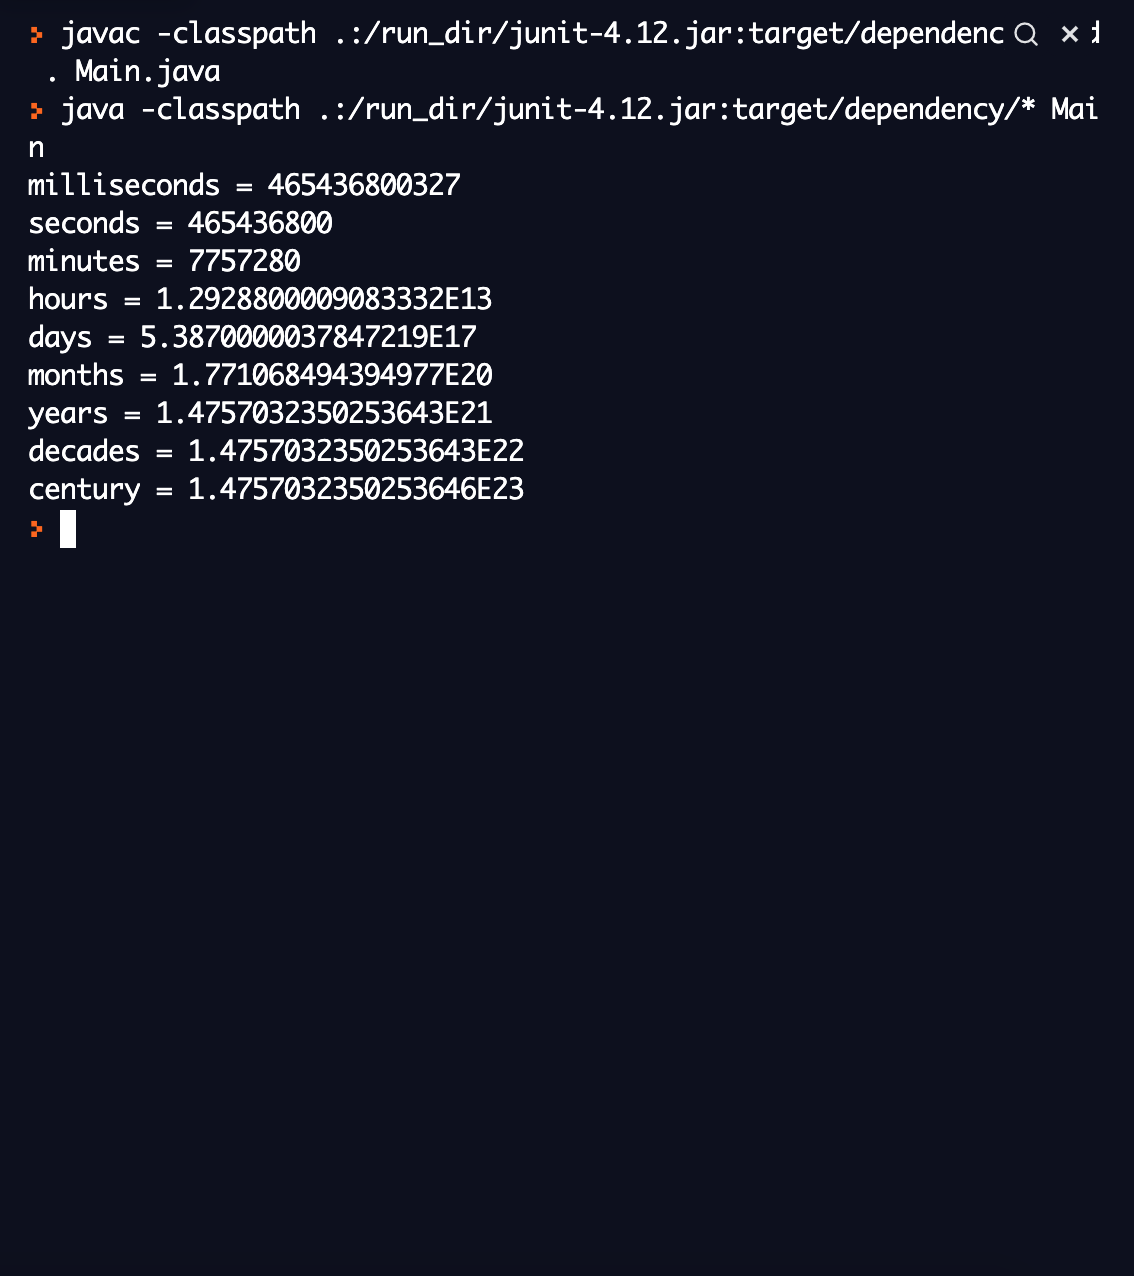 javac -classpath .:/run_dir/junit-4.12.jar:target/dependenc
. Main.java
java -classpath .:/run_dir/junit-4.12.jar:target/dependency/* Mai
n
milliseconds = 465436800327
seconds = 465436800
minutes = 7757280
hours = 1.2928800009083332E13
days = 5.3870000037847219E17
months = 1.771068494394977E20
years = 1.4757032350253643E21
decades = 1.4757032350253643E22
century = 1.4757032350253646E23